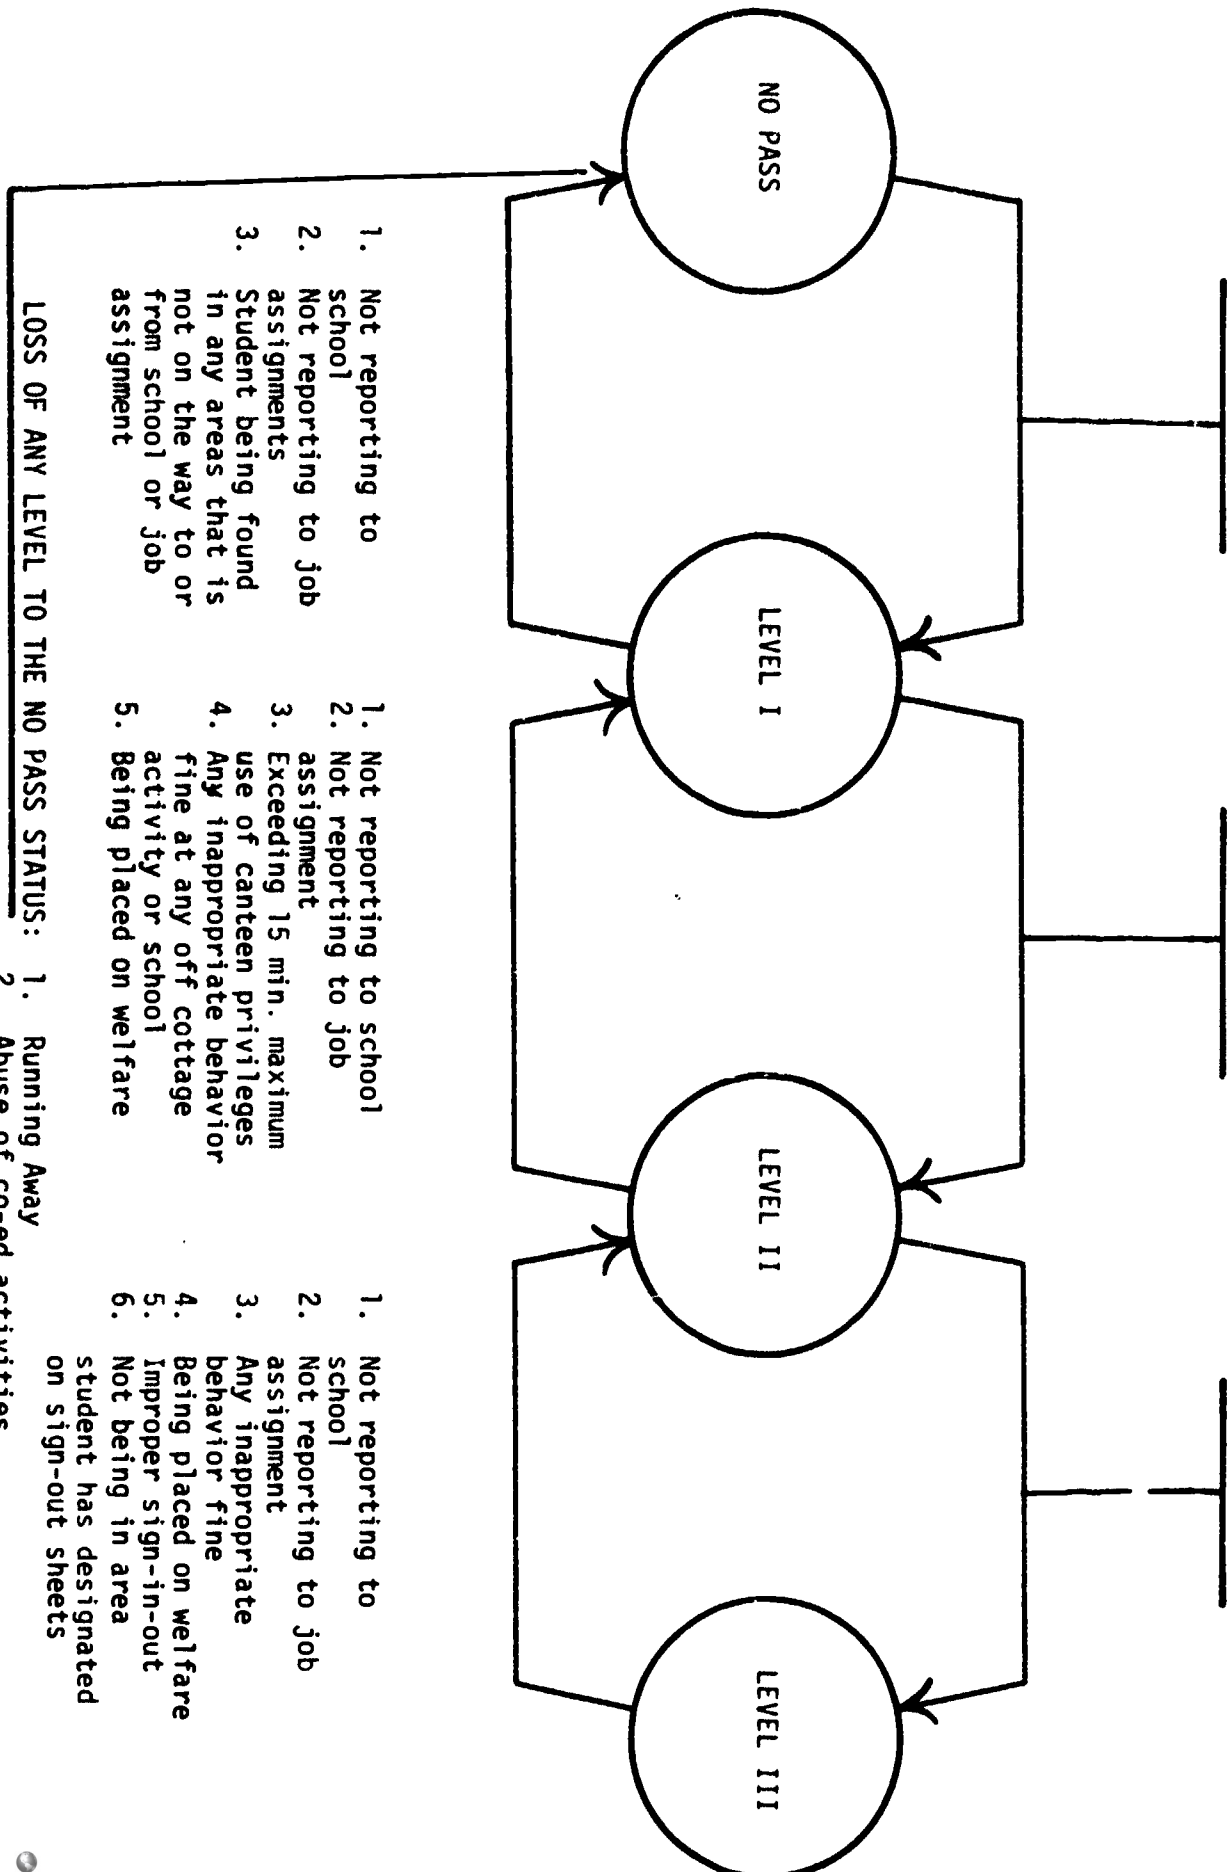 NO PASS
LEVEL I
LEVEL II
LEVEL III
1. Not reporting to
school
2. Not reporting to job
assignments
3. Student being found
in any areas that is
not on the way to or
from school or job
assignment
1. Not reporting to school
2. Not reporting to job
assignment
3. Exceeding 15 min. maximum
use of canteen privileges
4. Any inappropriate behavior
fine at any off cottage
activity or school
5. Being placed on welfare
1. Not reporting to
school
2. Not reporting to job
assignment
3. Any inappropriate
behavior fine
4. Being placed on welfare
5. Improper sign-in-out
6. Not being in area
student has designated
on sign-out sheets
LOSS OF ANY LEVEL TO THE NO PASS STATUS: 1. Running Away
2 Abuse of co-ed activities